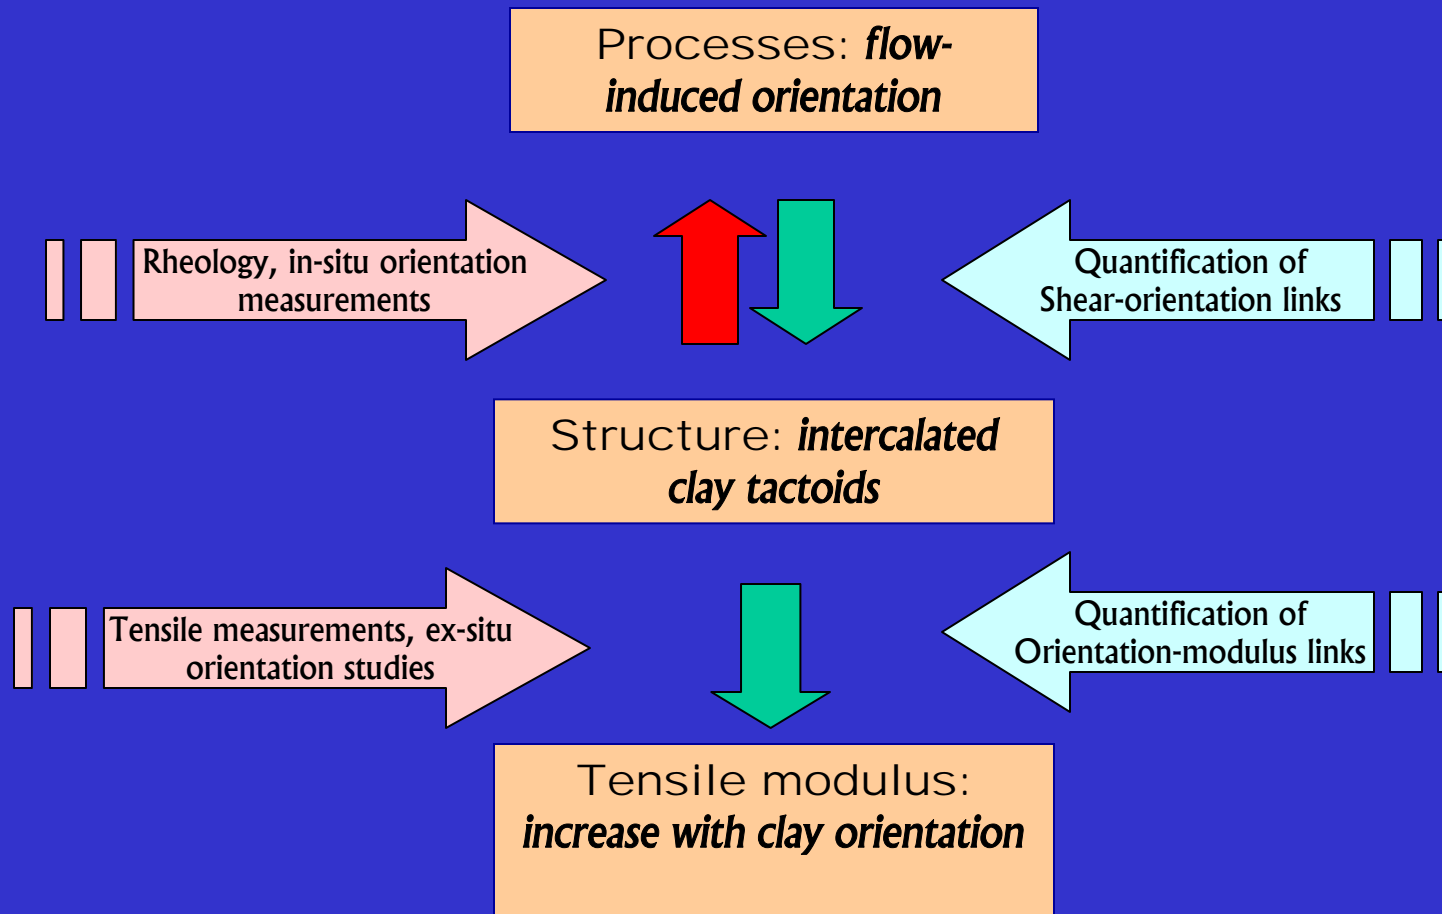 Processes: flow-
induced orientation
Rheology, in-situ orientation
measurements
Quantification of
Shear-orientation links
Structure: intercalated
clay tactoids
Tensile measurements, ex-situ
orientation studies
Quantification of
Orientation-modulus links
Tensile modulus:
increase with clay orientation